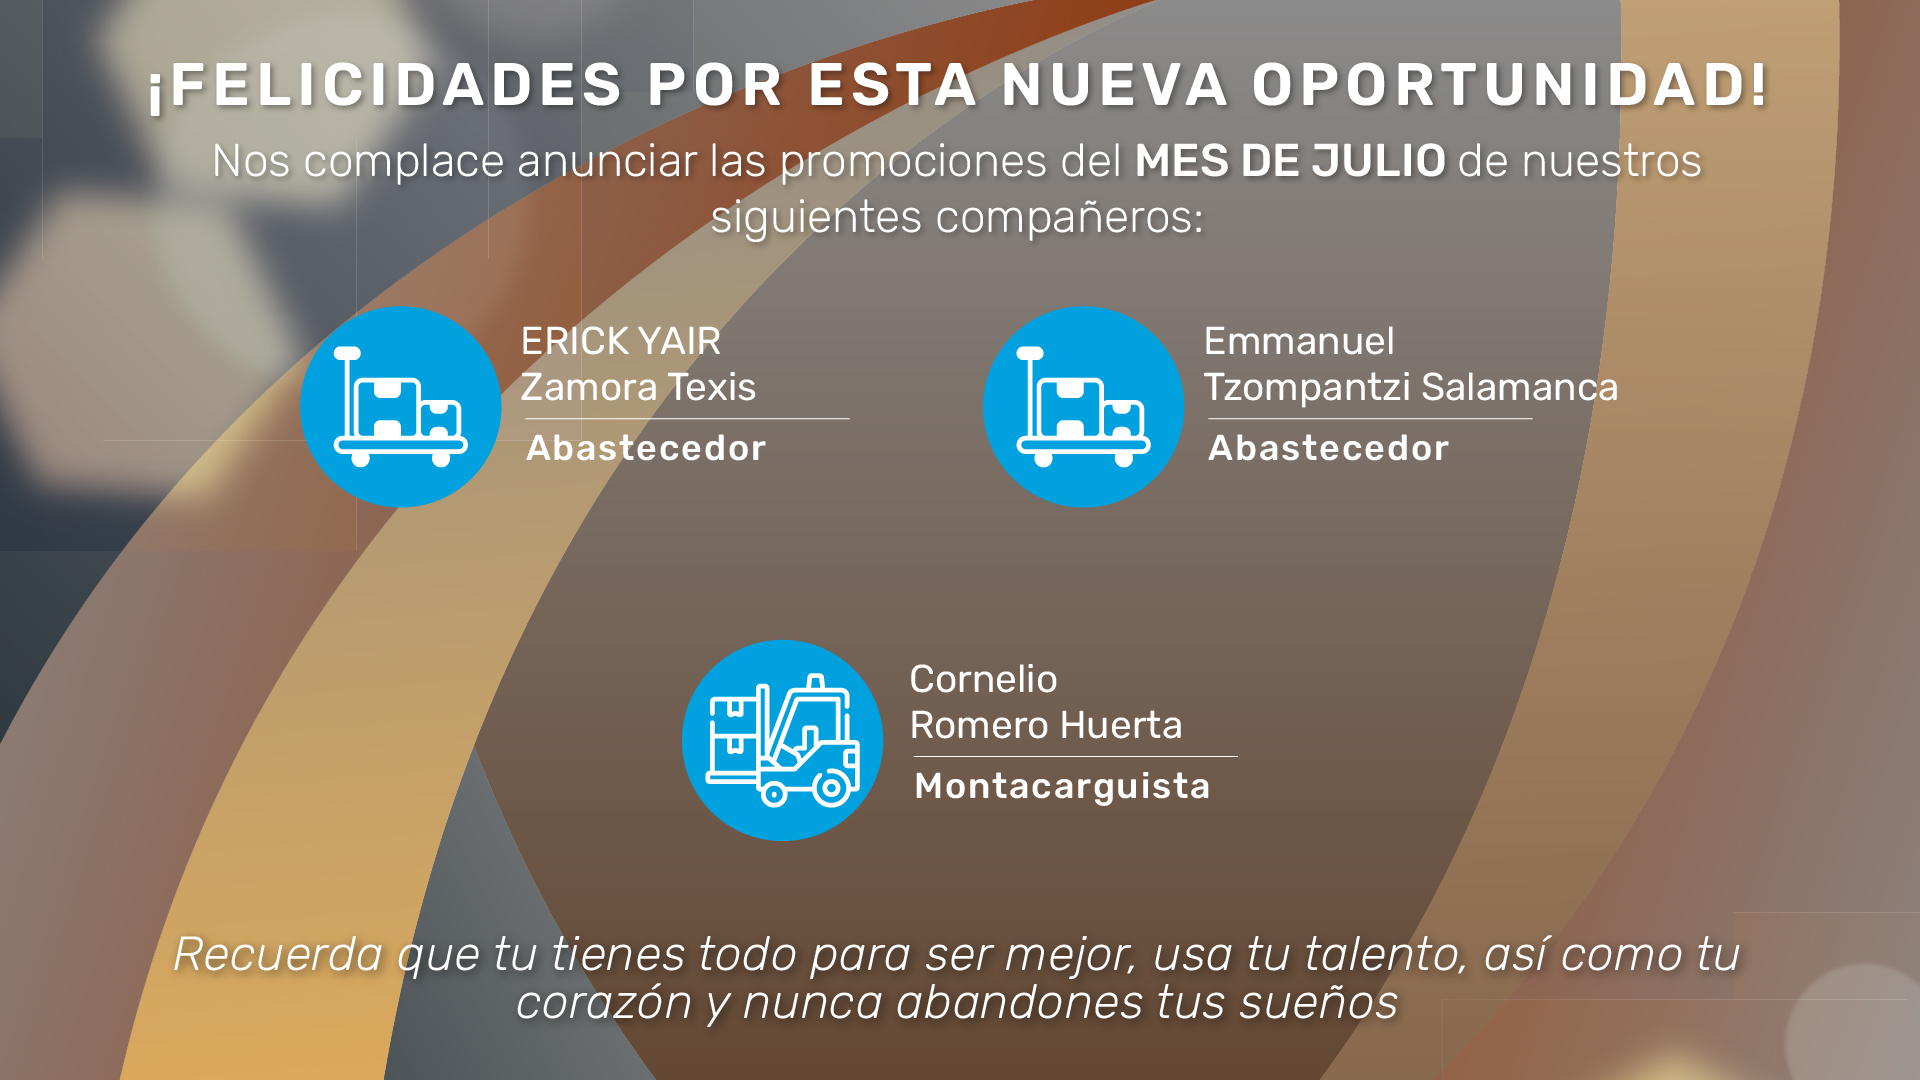 ¡FELICIDADES POR ESTA NUEVA OPORTUNIDAD!
Nos complace anunciar las promociones del MES DE JULIO de nuestros
siguientes compañeros:
ERICK YAIR
Zamora Texis
Abastecedor
Emmanuel
Tzompantzi Salamanca
Abastecedor
Cornelio
Romero Huerta
Montacarguista
Recuerda que tu tienes todo para ser mejor, usa tu talento, así como tu
corazón y nunca abandones tus sueños